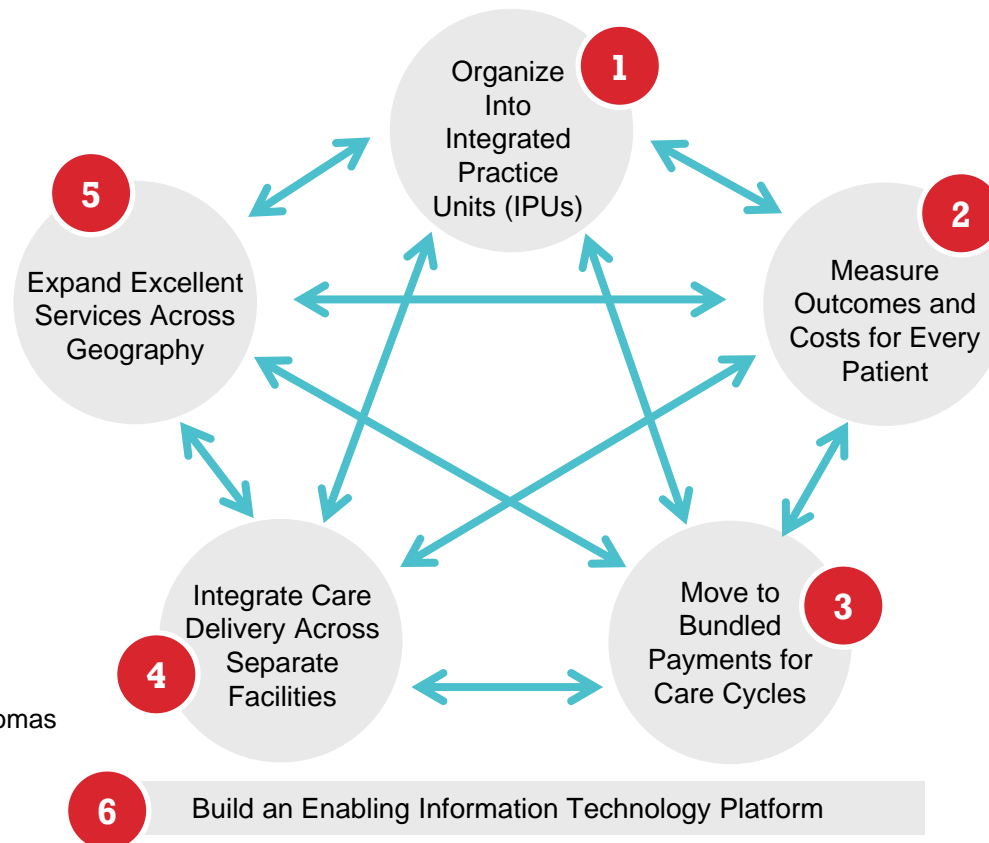 1
Organize
Into
Integrated
Practice
Units (IPUs)
2
Measure
Outcomes and
Costs for Every
Patient
3
Move to
Bundled
Payments for
Care Cycles
4
Integrate Care
Delivery Across
Separate
Facilities
5
Expand Excellent
Services Across
Geography
6
Build an Enabling Information Technology Platform